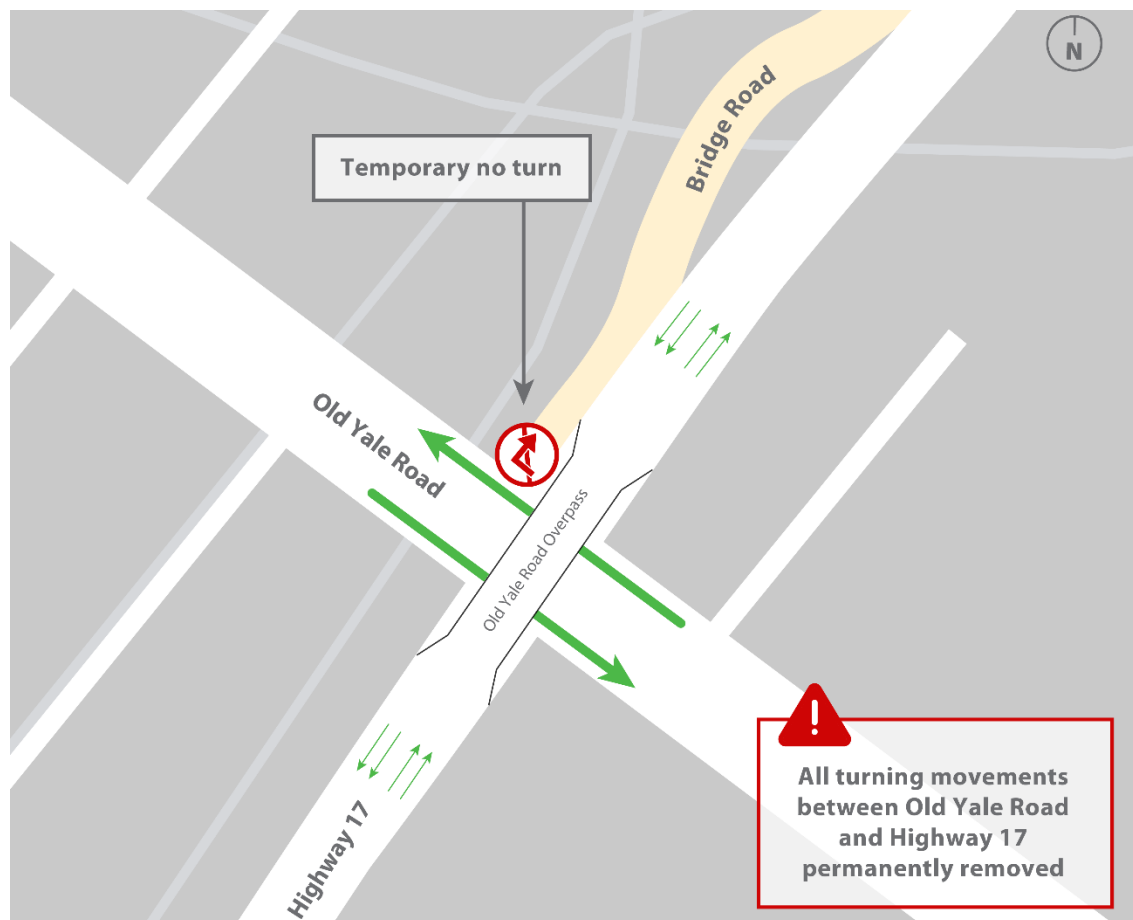 N
Bridge Road
Temporary no turn
Old Yale Road
Old Yale Road Overpass
Highway 17
All turning movements
between Old Yale Road
and Highway 17
permanently removed